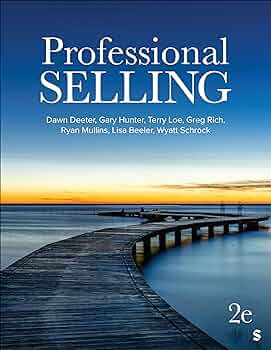 Professional
SELLING
Dawn Deeter, Gary Hunter, Terry Loe, Greg Rich,
Ryan Mullins, Lisa Beeler, Wyatt Schrock
2e
S